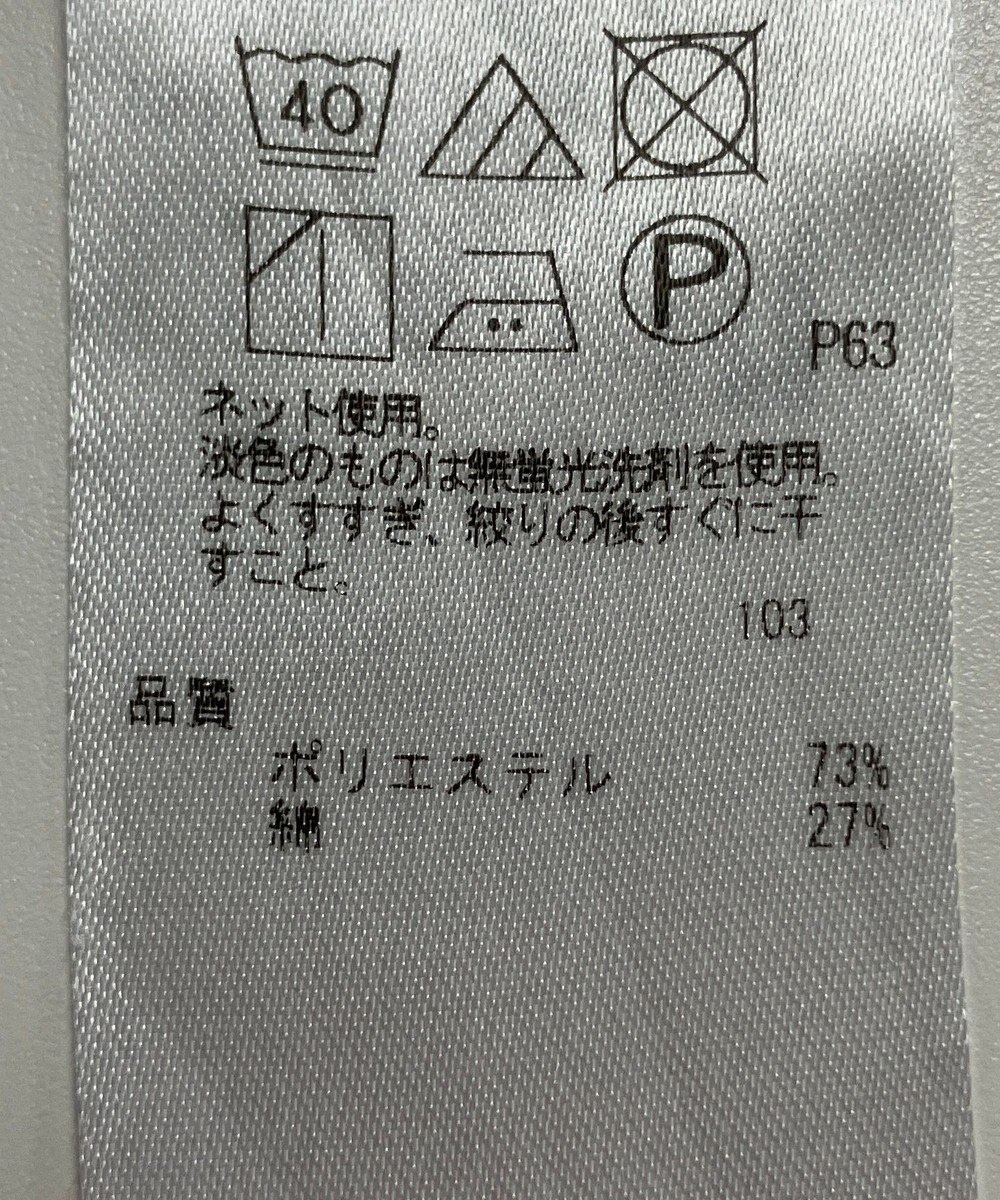 40
P
P63
ネット使用。
淡色のものは無蛍光洗剤を使用。
よくすすぎ、絞りの後すぐに干
すこと。
103
品質
ポリエステル 73%
綿 27%